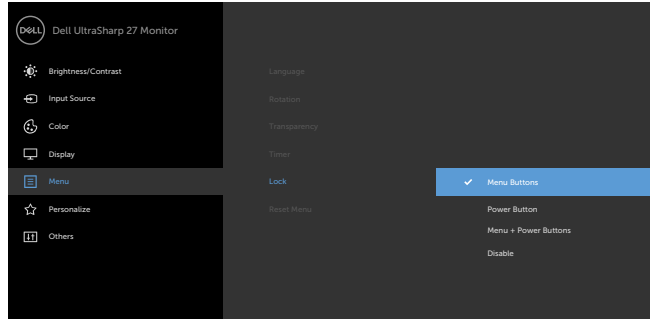 DELL
Dell UltraSharp 27 Monitor
Brightness/Contrast
Input Source
Color
Display
Menu
Personalize
Others
Language
Rotation
Transparency
Timer
Lock
Reset Menu
Menu Buttons
Power Button
Menu + Power Buttons
Disable